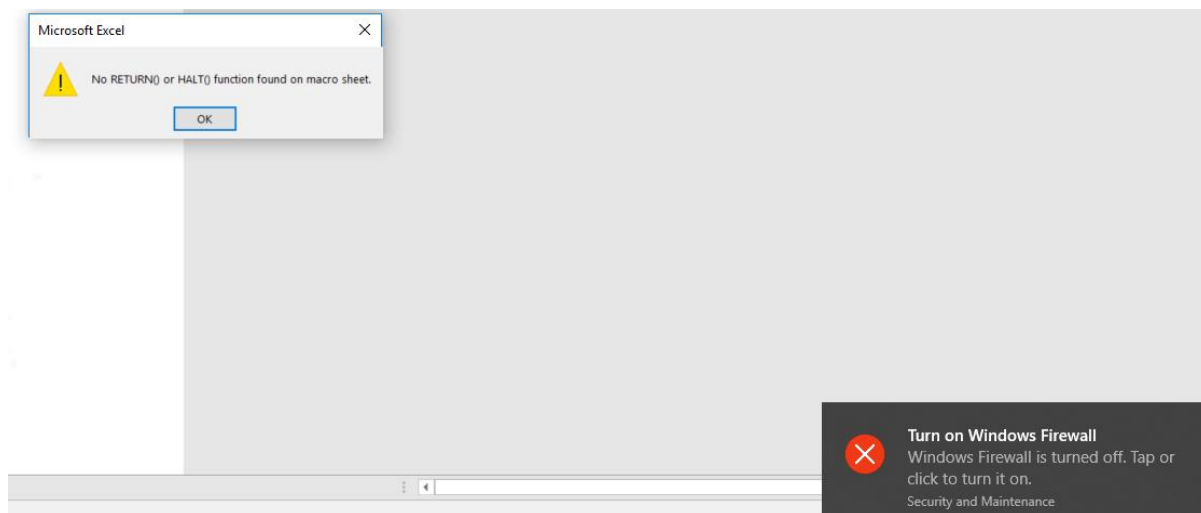 Microsoft Excel
No RETURN() or HALT() function found on macro sheet.
OK
Turn on Windows Firewall
Windows Firewall is turned off. Tap or
click to turn it on.
Security and Maintenance